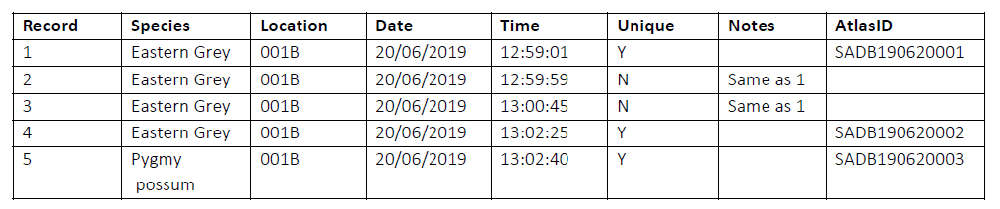 Record Species Location Date Time Unique Notes AtlasID
1 Eastern Grey 001B 20/06/2019 12:59:01 Y SADB190620001
2 Eastern Grey 001B 20/06/2019 12:59:59 N Same as 1
3 Eastern Grey 001B 20/06/2019 13:00:45 N Same as 1
4 Eastern Grey 001B 20/06/2019 13:02:25 Y SADB190620002
5 Pygmy 001B 20/06/2019 13:02:40 Y SADB190620003
possum